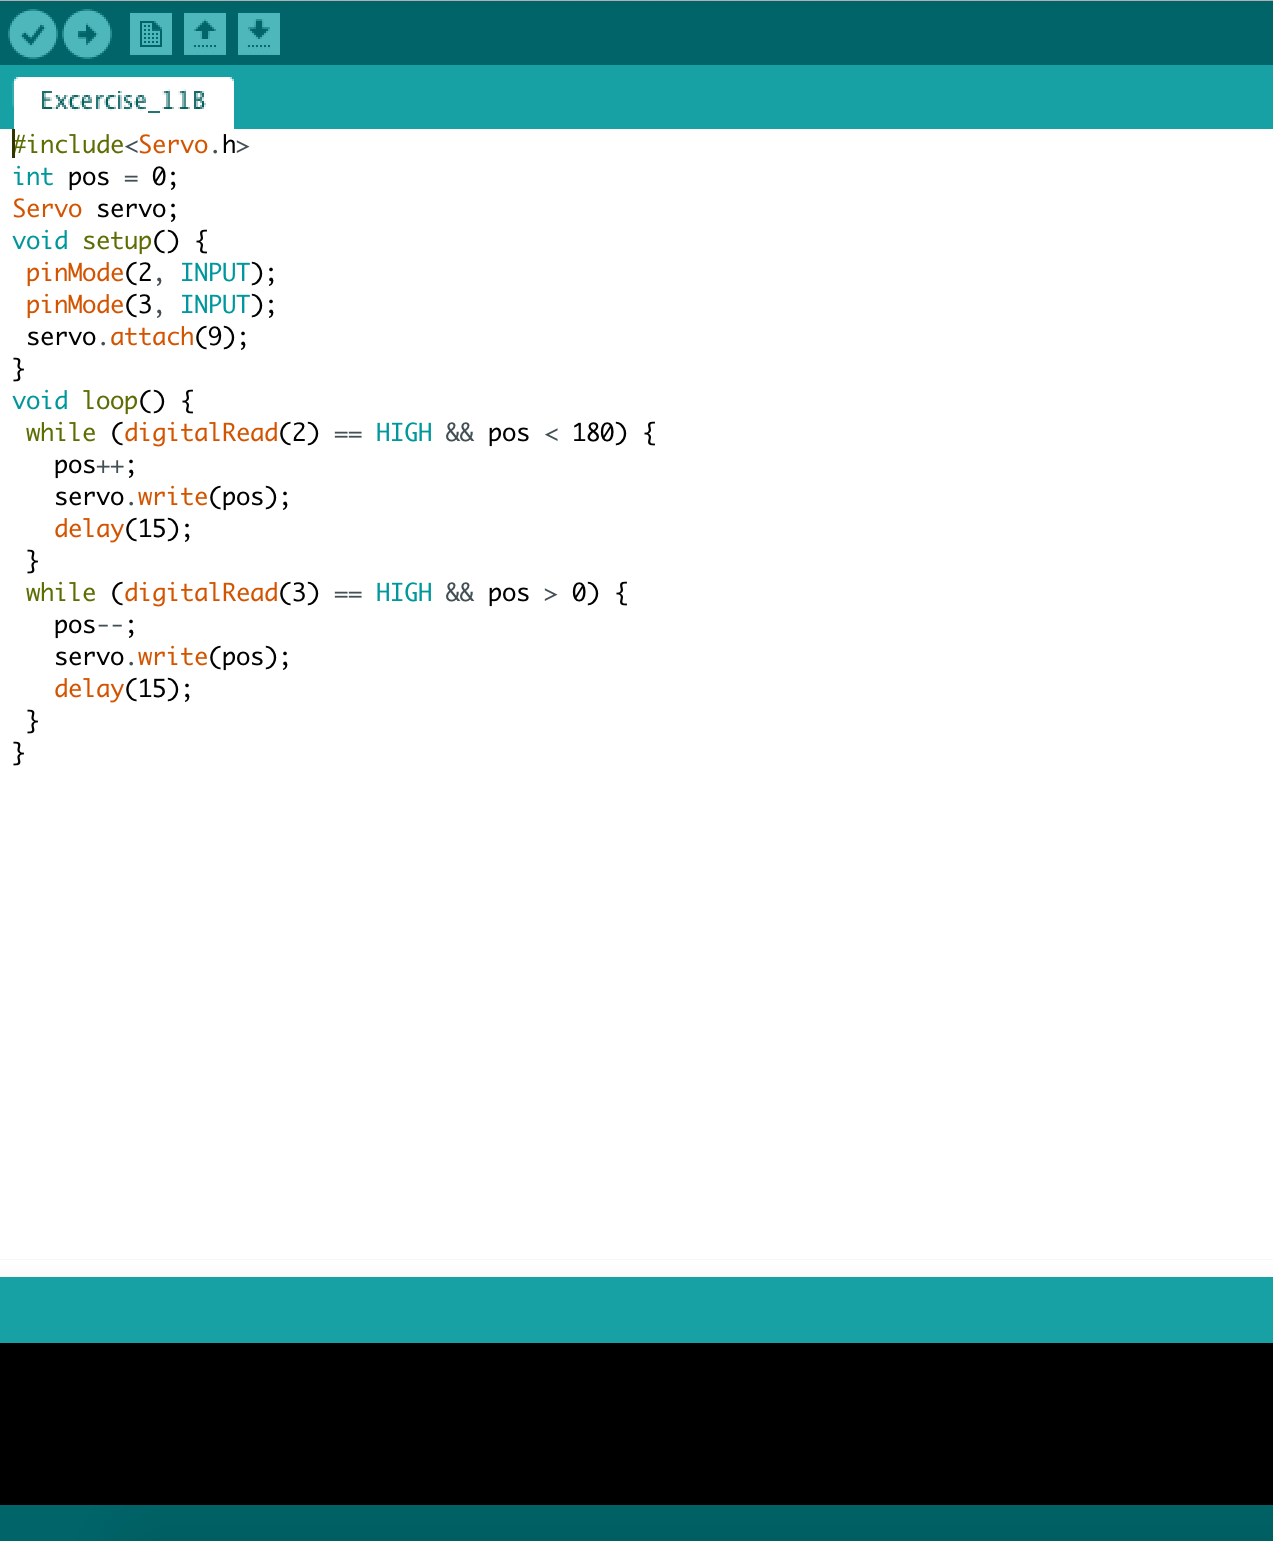 Excercise_11B
#include<Servo.h>
int pos = 0;
Servo servo;
void setup() {
 pinMode(2, INPUT);
 pinMode(3, INPUT);
 servo.attach(9);
}
void loop() {
 while (digitalRead(2) == HIGH && pos < 180) {
   pos++;
   servo.write(pos);
   delay(15);
 }
 while (digitalRead(3) == HIGH && pos > 0) {
   pos--;
   servo.write(pos);
   delay(15);
 }
}